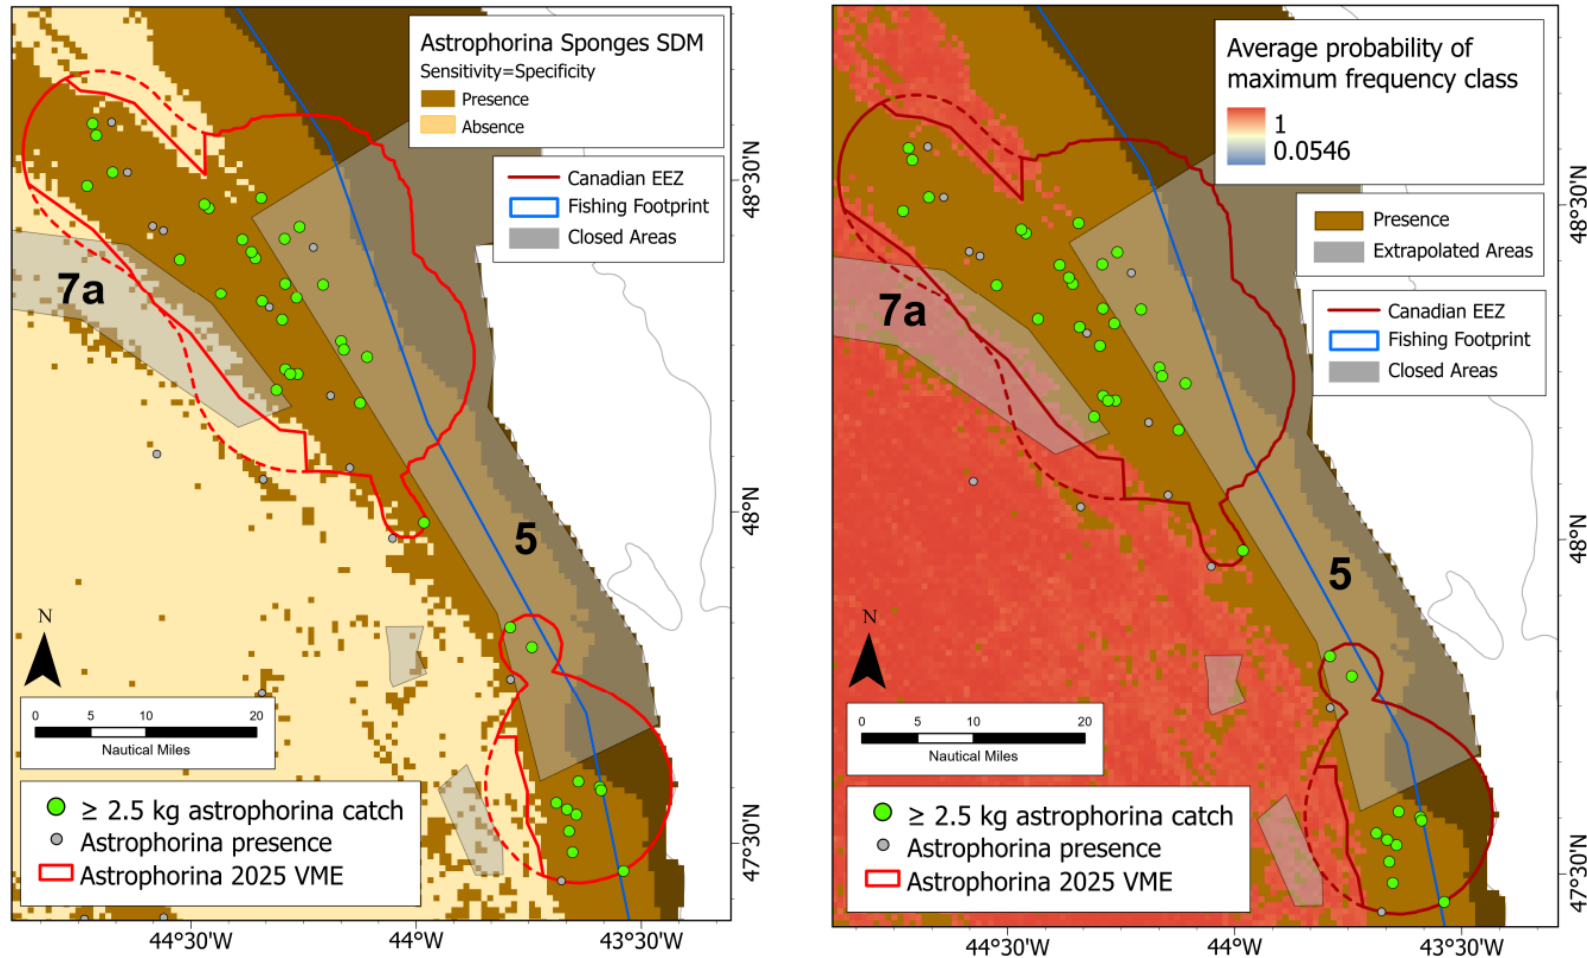 Astrophorina Sponges SDM
Sensitivity=Specificity
Presence
Absence
Canadian EEZ
Fishing Footprint
Closed Areas
7a
5
N
0 5 10 20
Nautical Miles
≥ 2.5 kg astrophorina catch
Astrophorina presence
Astrophorina 2025 VME
48°30'N
48°N
47°30'N
44°30'W 44°W 43°30'W
Average probability of
maximum frequency class
1
0.0546
Presence
Extrapolated Areas
Canadian EEZ
Fishing Footprint
Closed Areas
7a
5
N
0 5 10 20
Nautical Miles
≥ 2.5 kg astrophorina catch
Astrophorina presence
Astrophorina 2025 VME
48°30'N
48°N
47°30'N
44°30'W 44°W 43°30'W